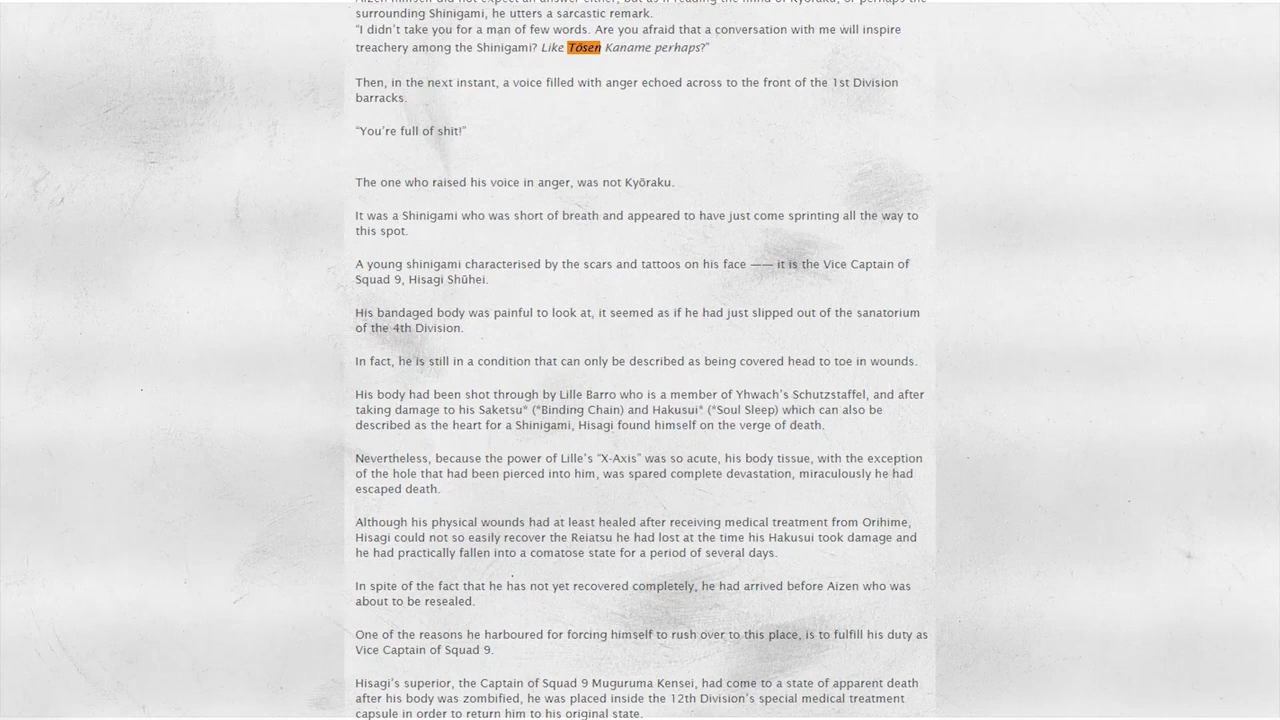 Aizen himself did not expect an answer either, but as if reading the mind of Kyōraku, or perhaps the
surrounding Shinigami, he utters a sarcastic remark.
“I didn’t take you for a man of few words. Are you afraid that a conversation with me will inspire
treachery among the Shinigami? Like Tōsen Kaname perhaps?”
Then, in the next instant, a voice filled with anger echoed across to the front of the 1st Division
barracks.
“You’re full of shit!”
The one who raised his voice in anger, was not Kyōraku.
It was a Shinigami who was short of breath and appeared to have just come sprinting all the way to
this spot.
A young shinigami characterised by the scars and tattoos on his face —— it is the Vice Captain of
Squad 9, Hisagi Shūhei.
His bandaged body was painful to look at, it seemed as if he had just slipped out of the sanatorium
of the 4th Division.
In fact, he is still in a condition that can only be described as being covered head to toe in wounds.
His body had been shot through by Lille Barro who is a member of Yhwach’s Schutzstaffel, and after
taking damage to his Saketsu* (*Binding Chain) and Hakusui* (*Soul Sleep) which can also be
described as the heart for a Shinigami, Hisagi found himself on the verge of death.
Nevertheless, because the power of Lille’s “X-Axis” was so acute, his body tissue, with the exception
of the hole that had been pierced into him, was spared complete devastation, miraculously he had
escaped death.
Although his physical wounds had at least healed after receiving medical treatment from Orihime,
Hisagi could not so easily recover the Reiatsu he had lost at the time his Hakusui took damage and
he had practically fallen into a comatose state for a period of several days.
In spite of the fact that he has not yet recovered completely, he had arrived before Aizen who was
about to be resealed.
One of the reasons he harboured for forcing himself to rush over to this place, is to fulfill his duty as
Vice Captain of Squad 9.
Hisagi’s superior, the Captain of Squad 9 Muguruma Kensei, had come to a state of apparent death
after his body was zombified, he was placed inside the 12th Division’s special medical treatment
capsule in order to return him to his original state.